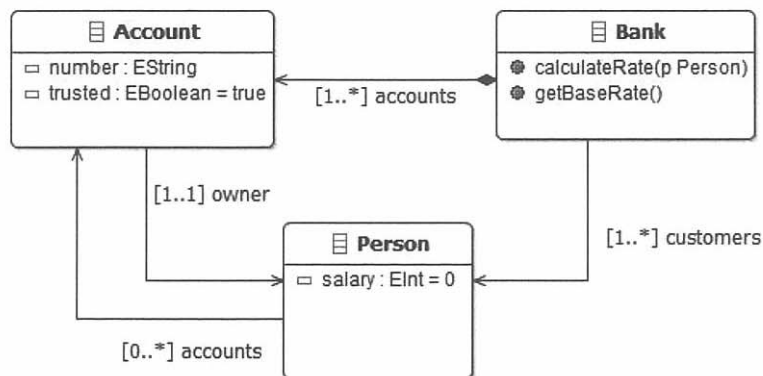 Account
number : EString
trusted : EBoolean = true
Bank
calculateRate(p Person)
getBaseRate()
[1..*] accounts
[1..1] owner
[1..*] customers
Person
salary : EInt = 0
[0..*] accounts